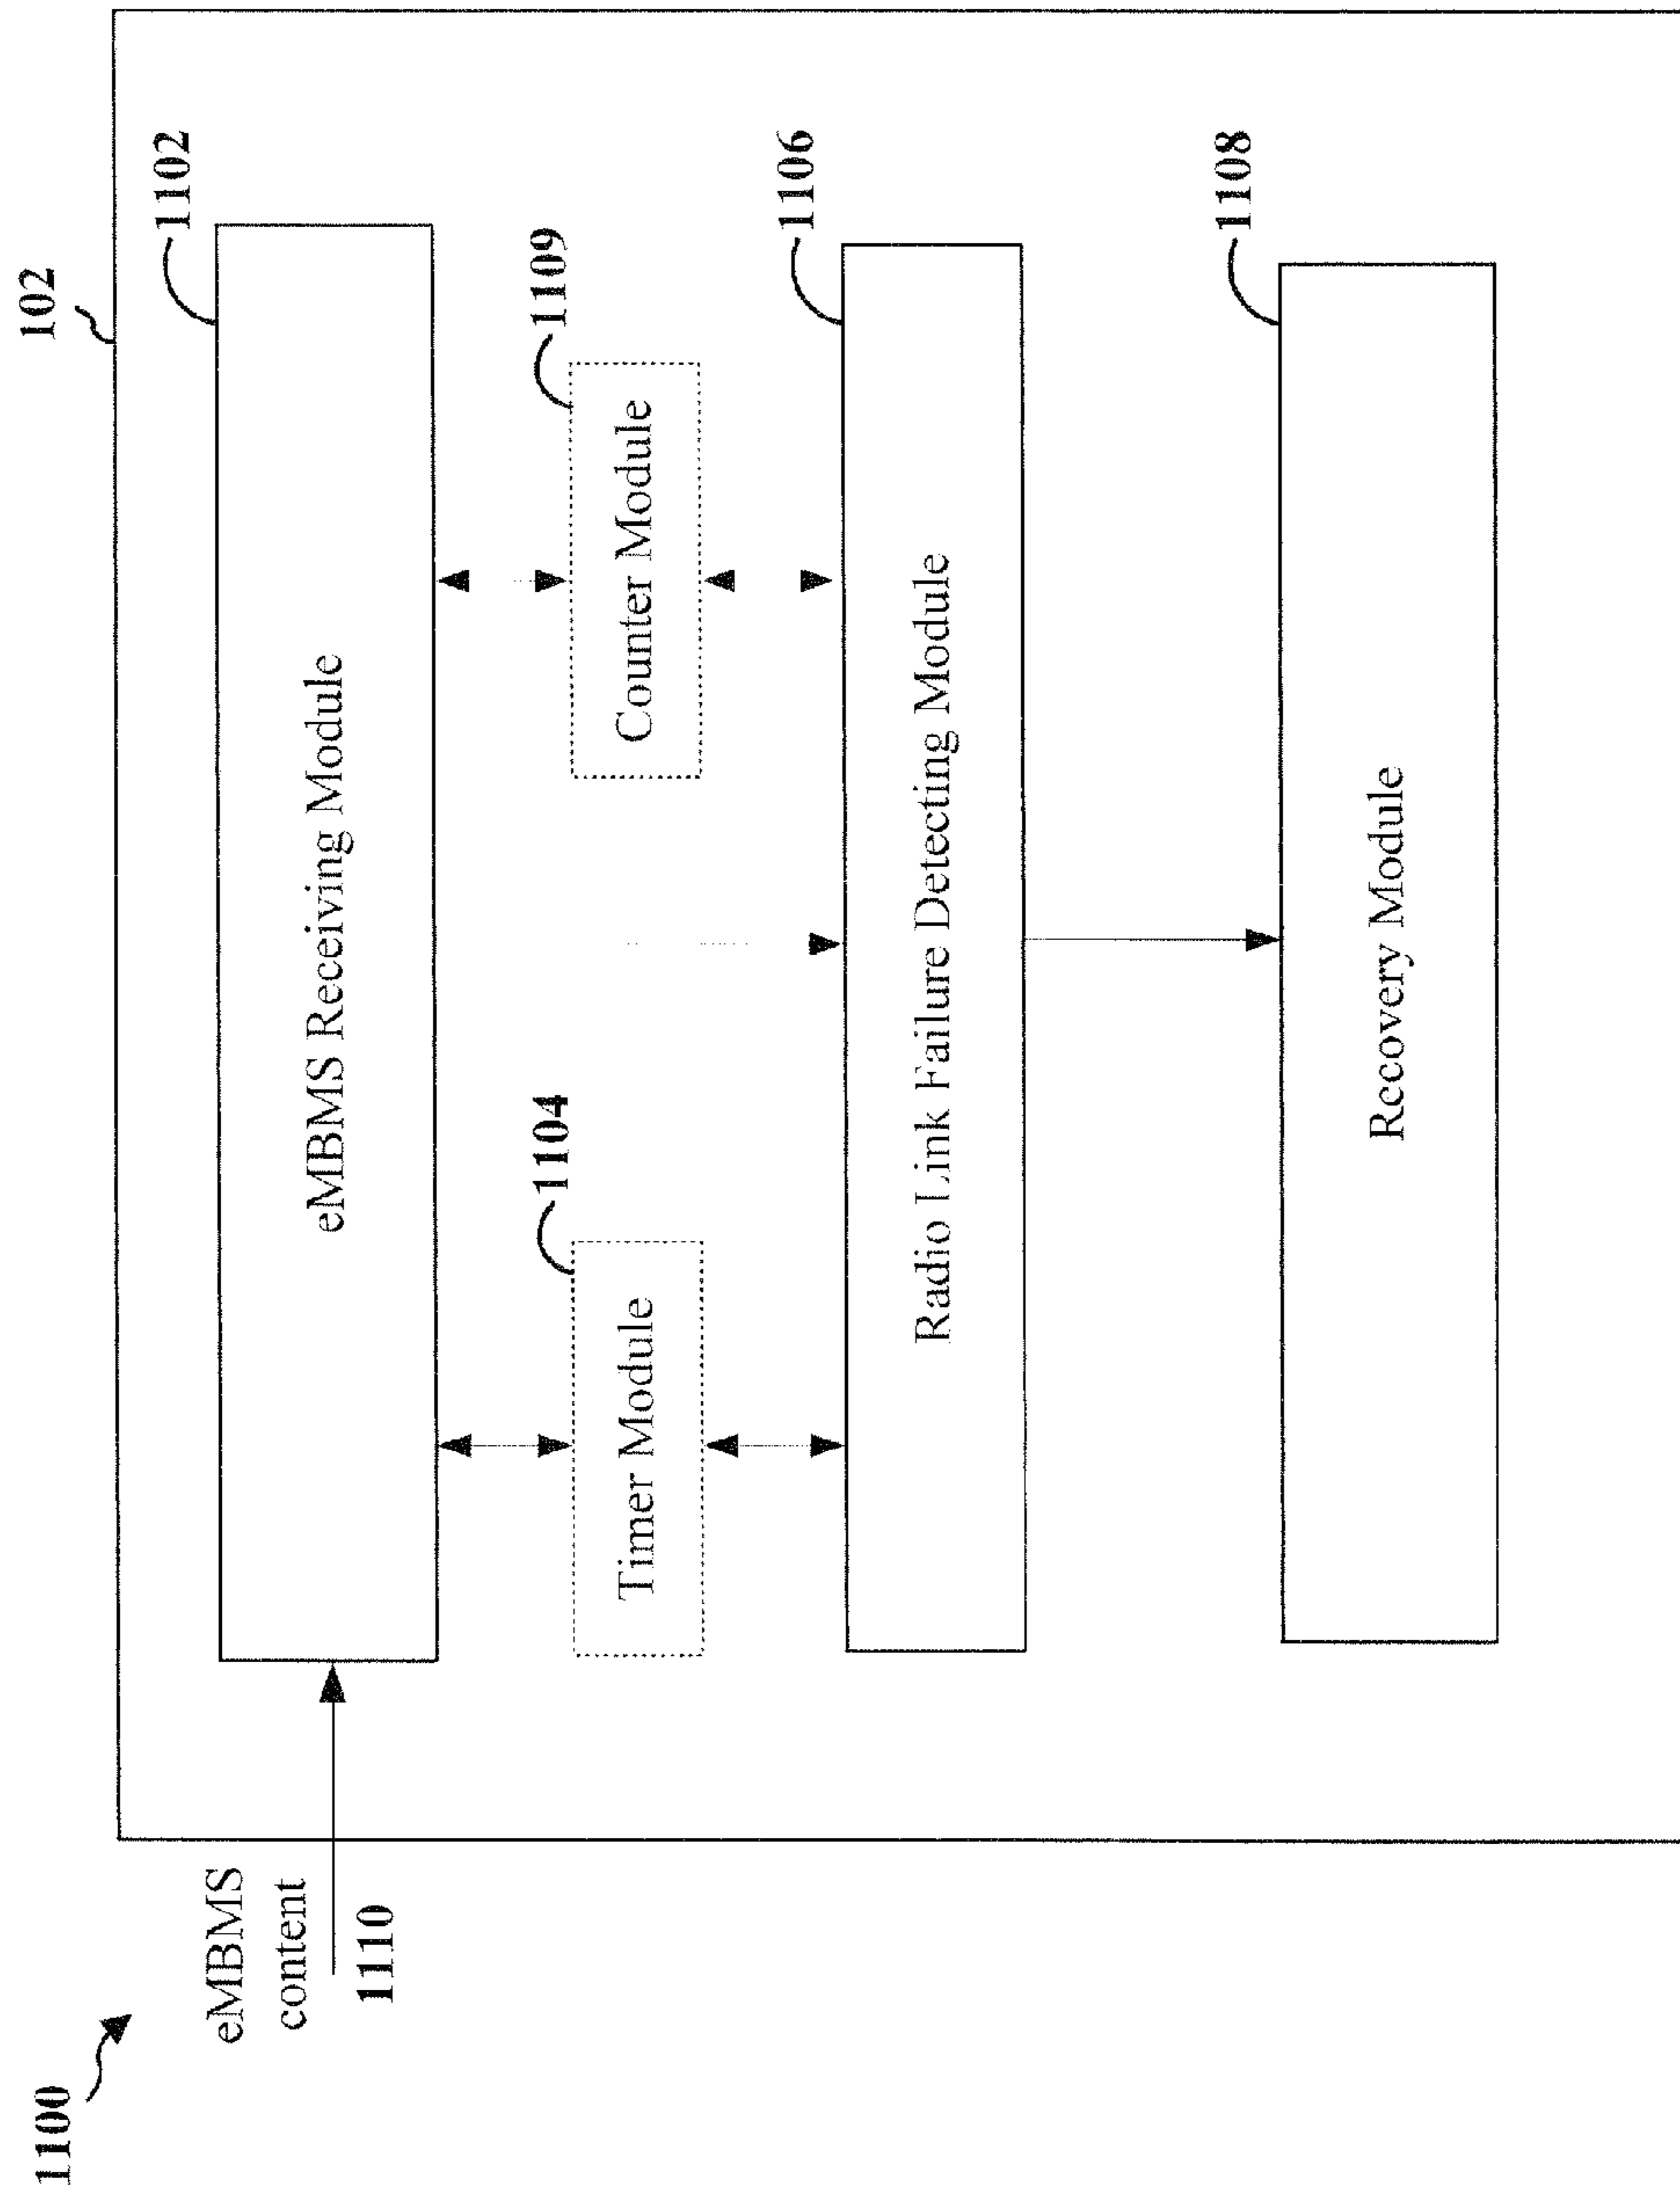 1100
102
eMBMS
content
1110
eMBMS Receiving Module
1102
Timer Module
1104
Counter Module
1109
Radio Link Failure Detecting Module
1106
Recovery Module
1108